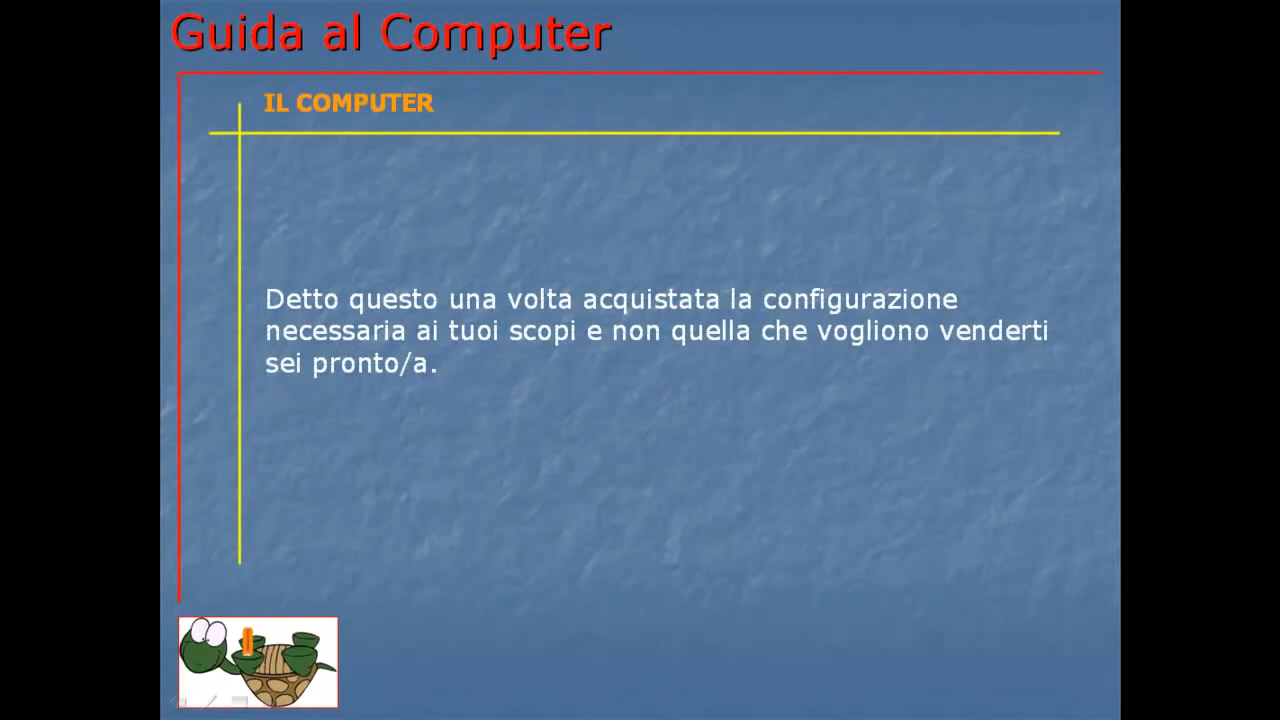 Guida al Computer
IL COMPUTER
Detto questo una volta acquistata la configurazione
necessaria ai tuoi scopi e non quella che vogliono venderti
sei pronto/a.